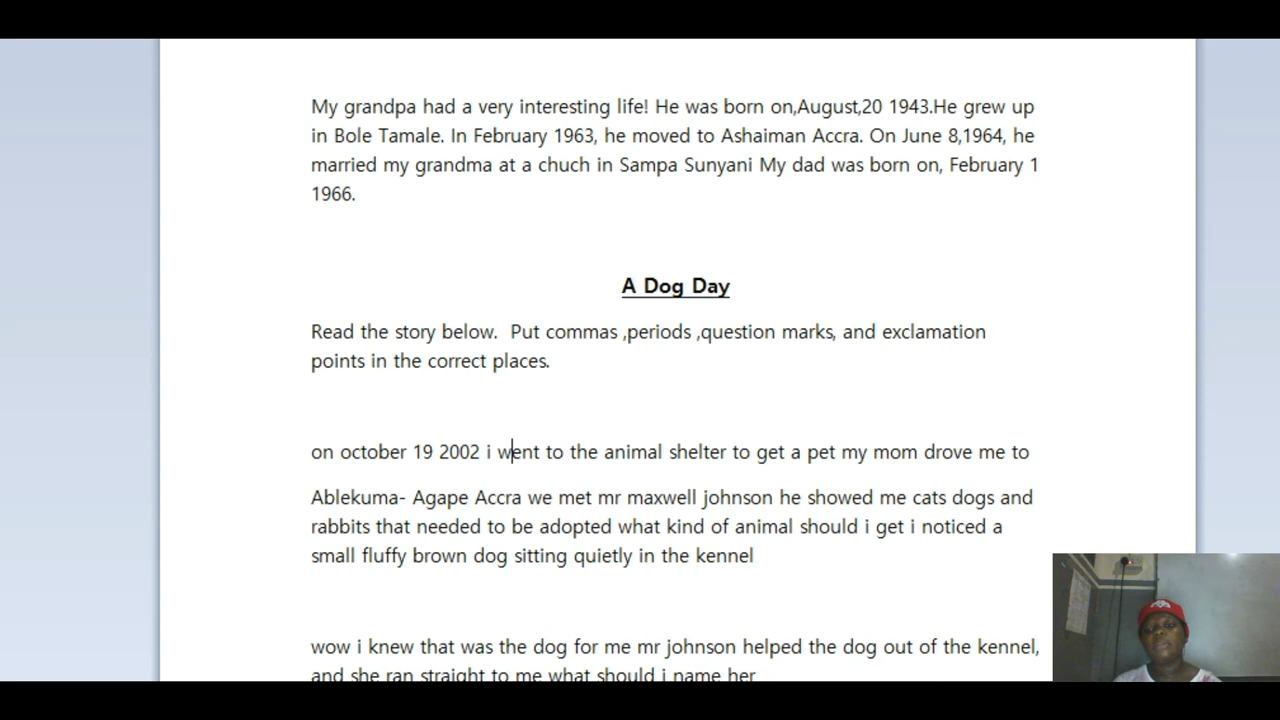 My grandpa had a very interesting life! He was born on,August,20 1943.He grew up
in Bole Tamale. In February 1963, he moved to Ashaiman Accra. On June 8,1964, he
married my grandma at a chuch in Sampa Sunyani My dad was born on, February 1
1966.
A Dog Day
Read the story below.  Put commas ,periods ,question marks, and exclamation
points in the correct places.
on october 19 2002 i went to the animal shelter to get a pet my mom drove me to
Ablekuma- Agape Accra we met mr maxwell johnson he showed me cats dogs and
rabbits that needed to be adopted what kind of animal should i get i noticed a
small fluffy brown dog sitting quietly in the kennel
wow i knew that was the dog for me mr johnson helped the dog out of the kennel,
and she ran straight to me what should i name her